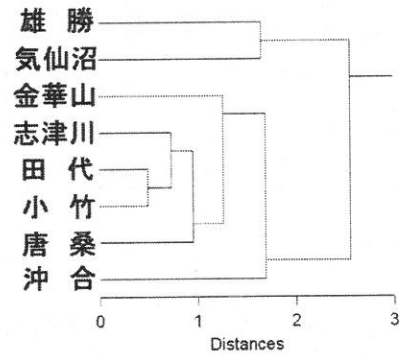 雄 勝
気仙沼
金華山
志津川
田 代
小 竹
唐 桑
沖 合
0 1 2 3
Distances